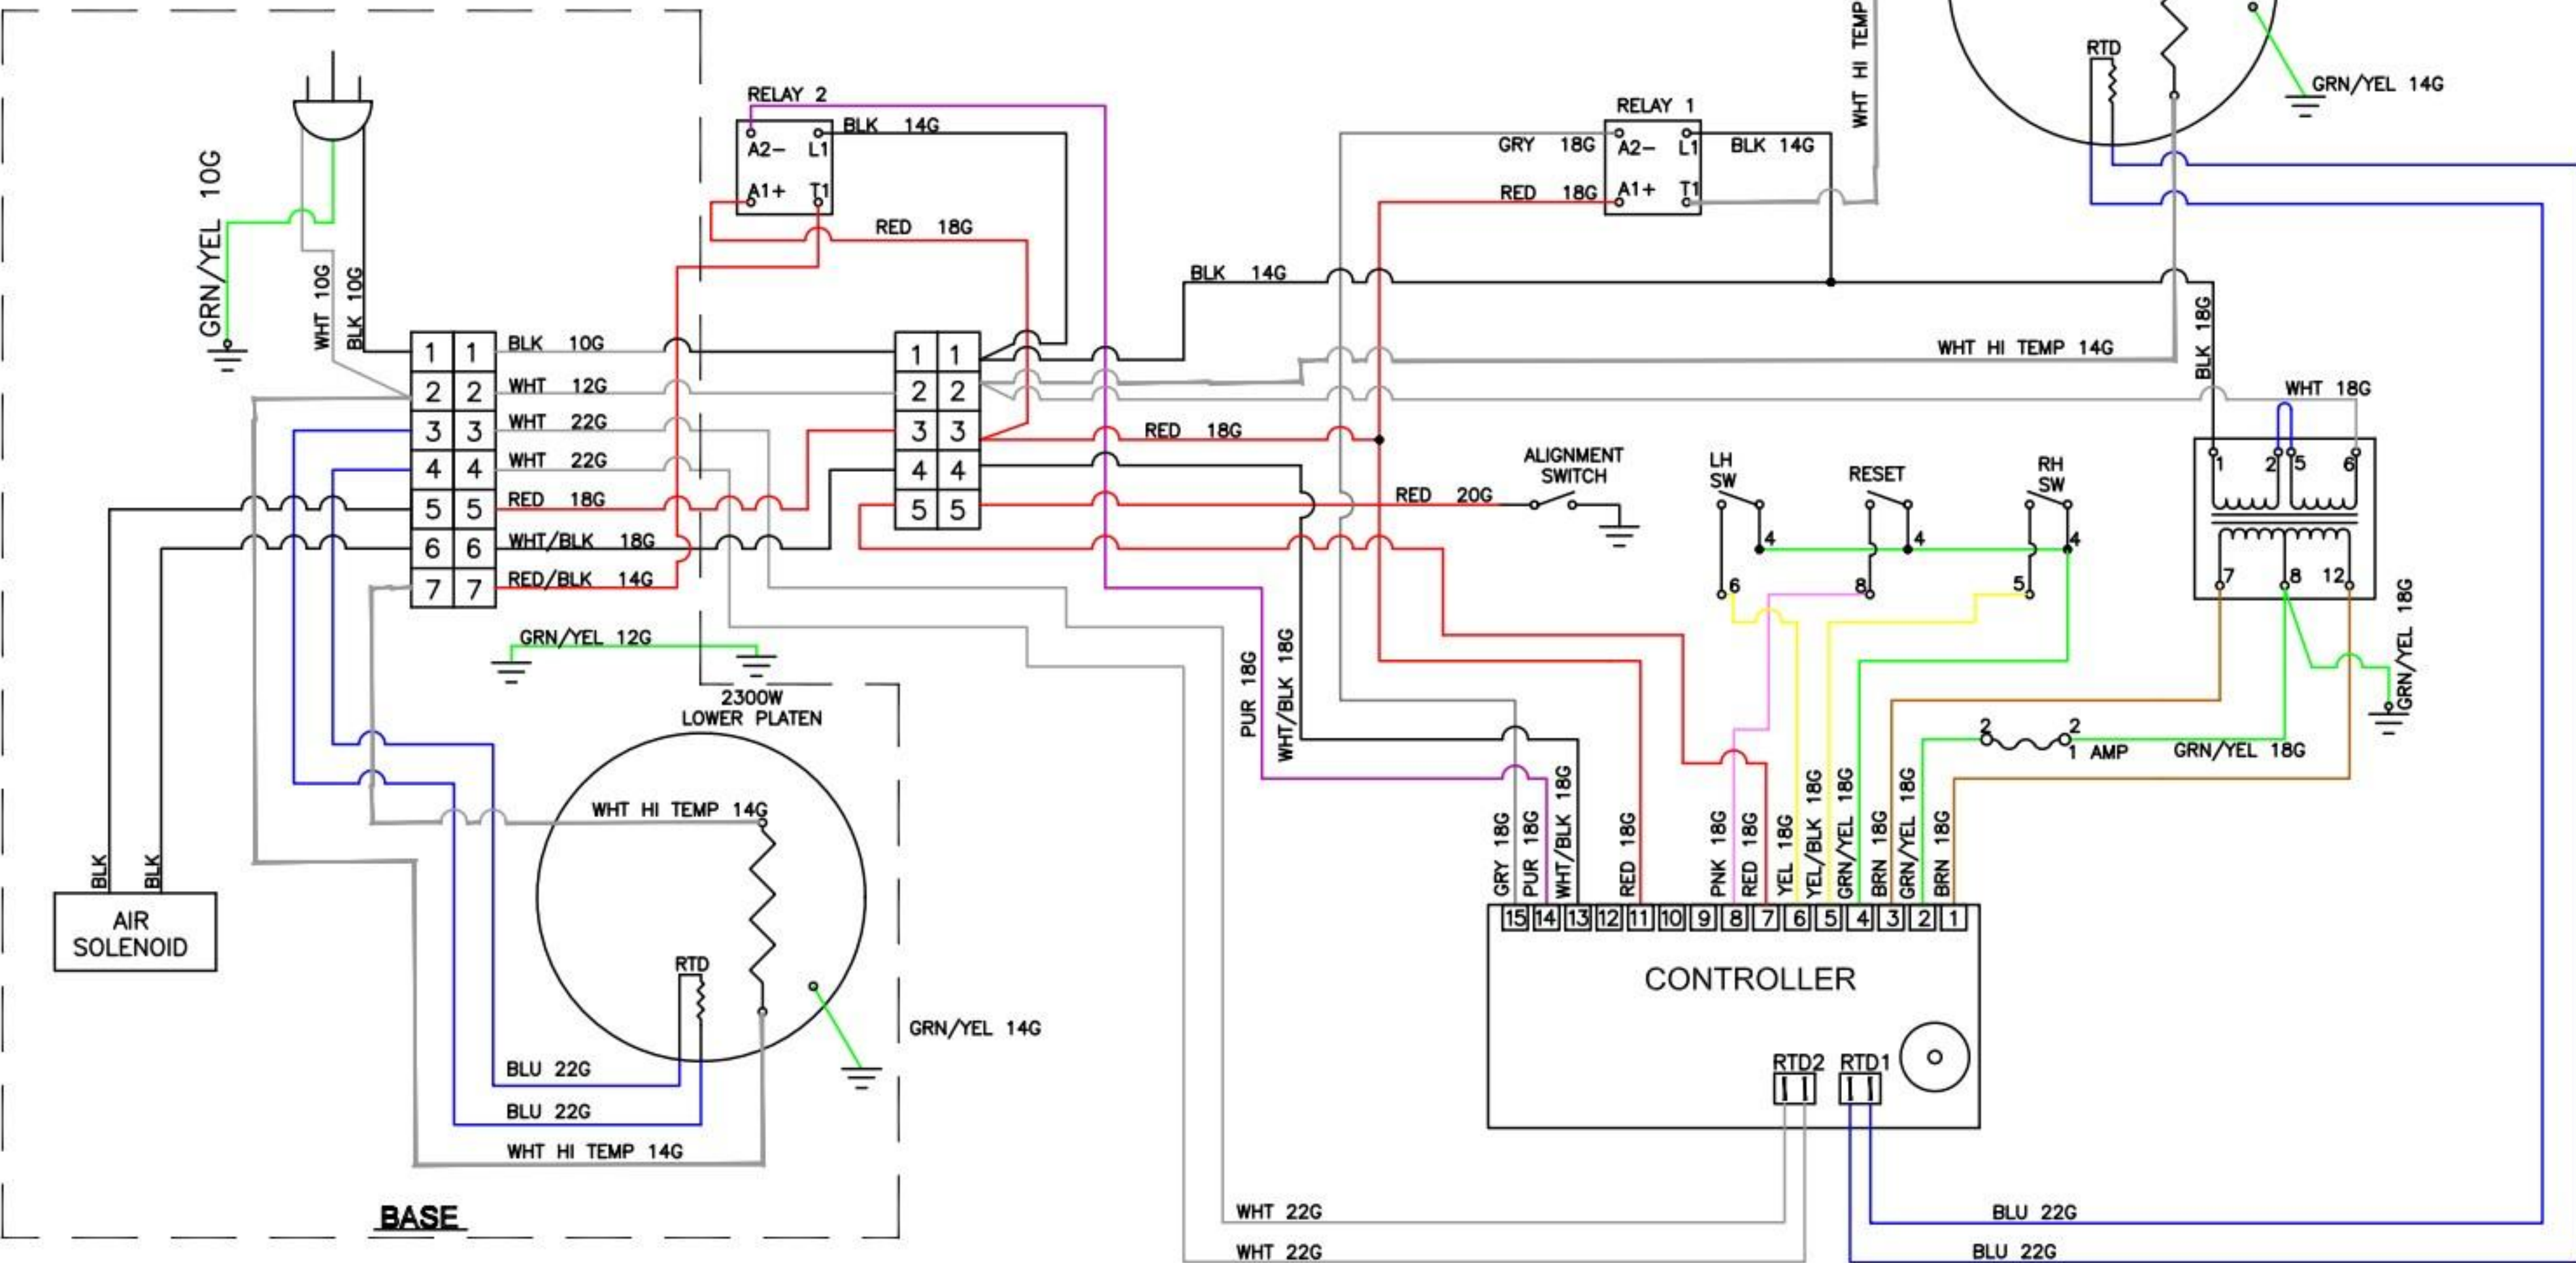 WHT HI TEMP
RTD
GRN/YEL 14G
RELAY 2
A2- L1
A1+ T1
BLK 14G
RED 18G
RELAY 1
A2- L1
A1+ T1
GRY 18G
BLK 14G
RED 18G
GRN/YEL 10G
WHT 10G
BLK 10G
BLK 14G
BLK 18G
WHT HI TEMP 14G
WHT 18G
1 1 BLK 10G
2 2 WHT 12G
3 3 WHT 22G
4 4 WHT 22G
5 5 RED 18G
6 6 WHT/BLK 18G
7 7 RED/BLK 14G
1 1
2 2
3 3
4 4
5 5
RED 18G
RED 20G
ALIGNMENT
SWITCH
LH
SW
4
6
RESET
4
8
RH
SW
4
5
1 2 5 6
7 8 12
GRN/YEL 18G
GRN/YEL 12G
2300W
LOWER PLATEN
PUR 18G
WHT/BLK 18G
2 2
1 AMP
GRN/YEL 18G
WHT HI TEMP 14G
RTD
GRN/YEL 14G
BLK
BLK
AIR
SOLENOID
BLU 22G
BLU 22G
WHT HI TEMP 14G
BASE
GRY 18G
PUR 18G
WHT/BLK 18G
RED 18G
PNK 18G
RED 18G
YEL 18G
YEL/BLK 18G
GRN/YEL 18G
BRN 18G
GRN/YEL 18G
BRN 18G
15 14 13 12 11 10 9 8 7 6 5 4 3 2 1
CONTROLLER
RTD2 RTD1
WHT 22G
BLU 22G
WHT 22G
BLU 22G